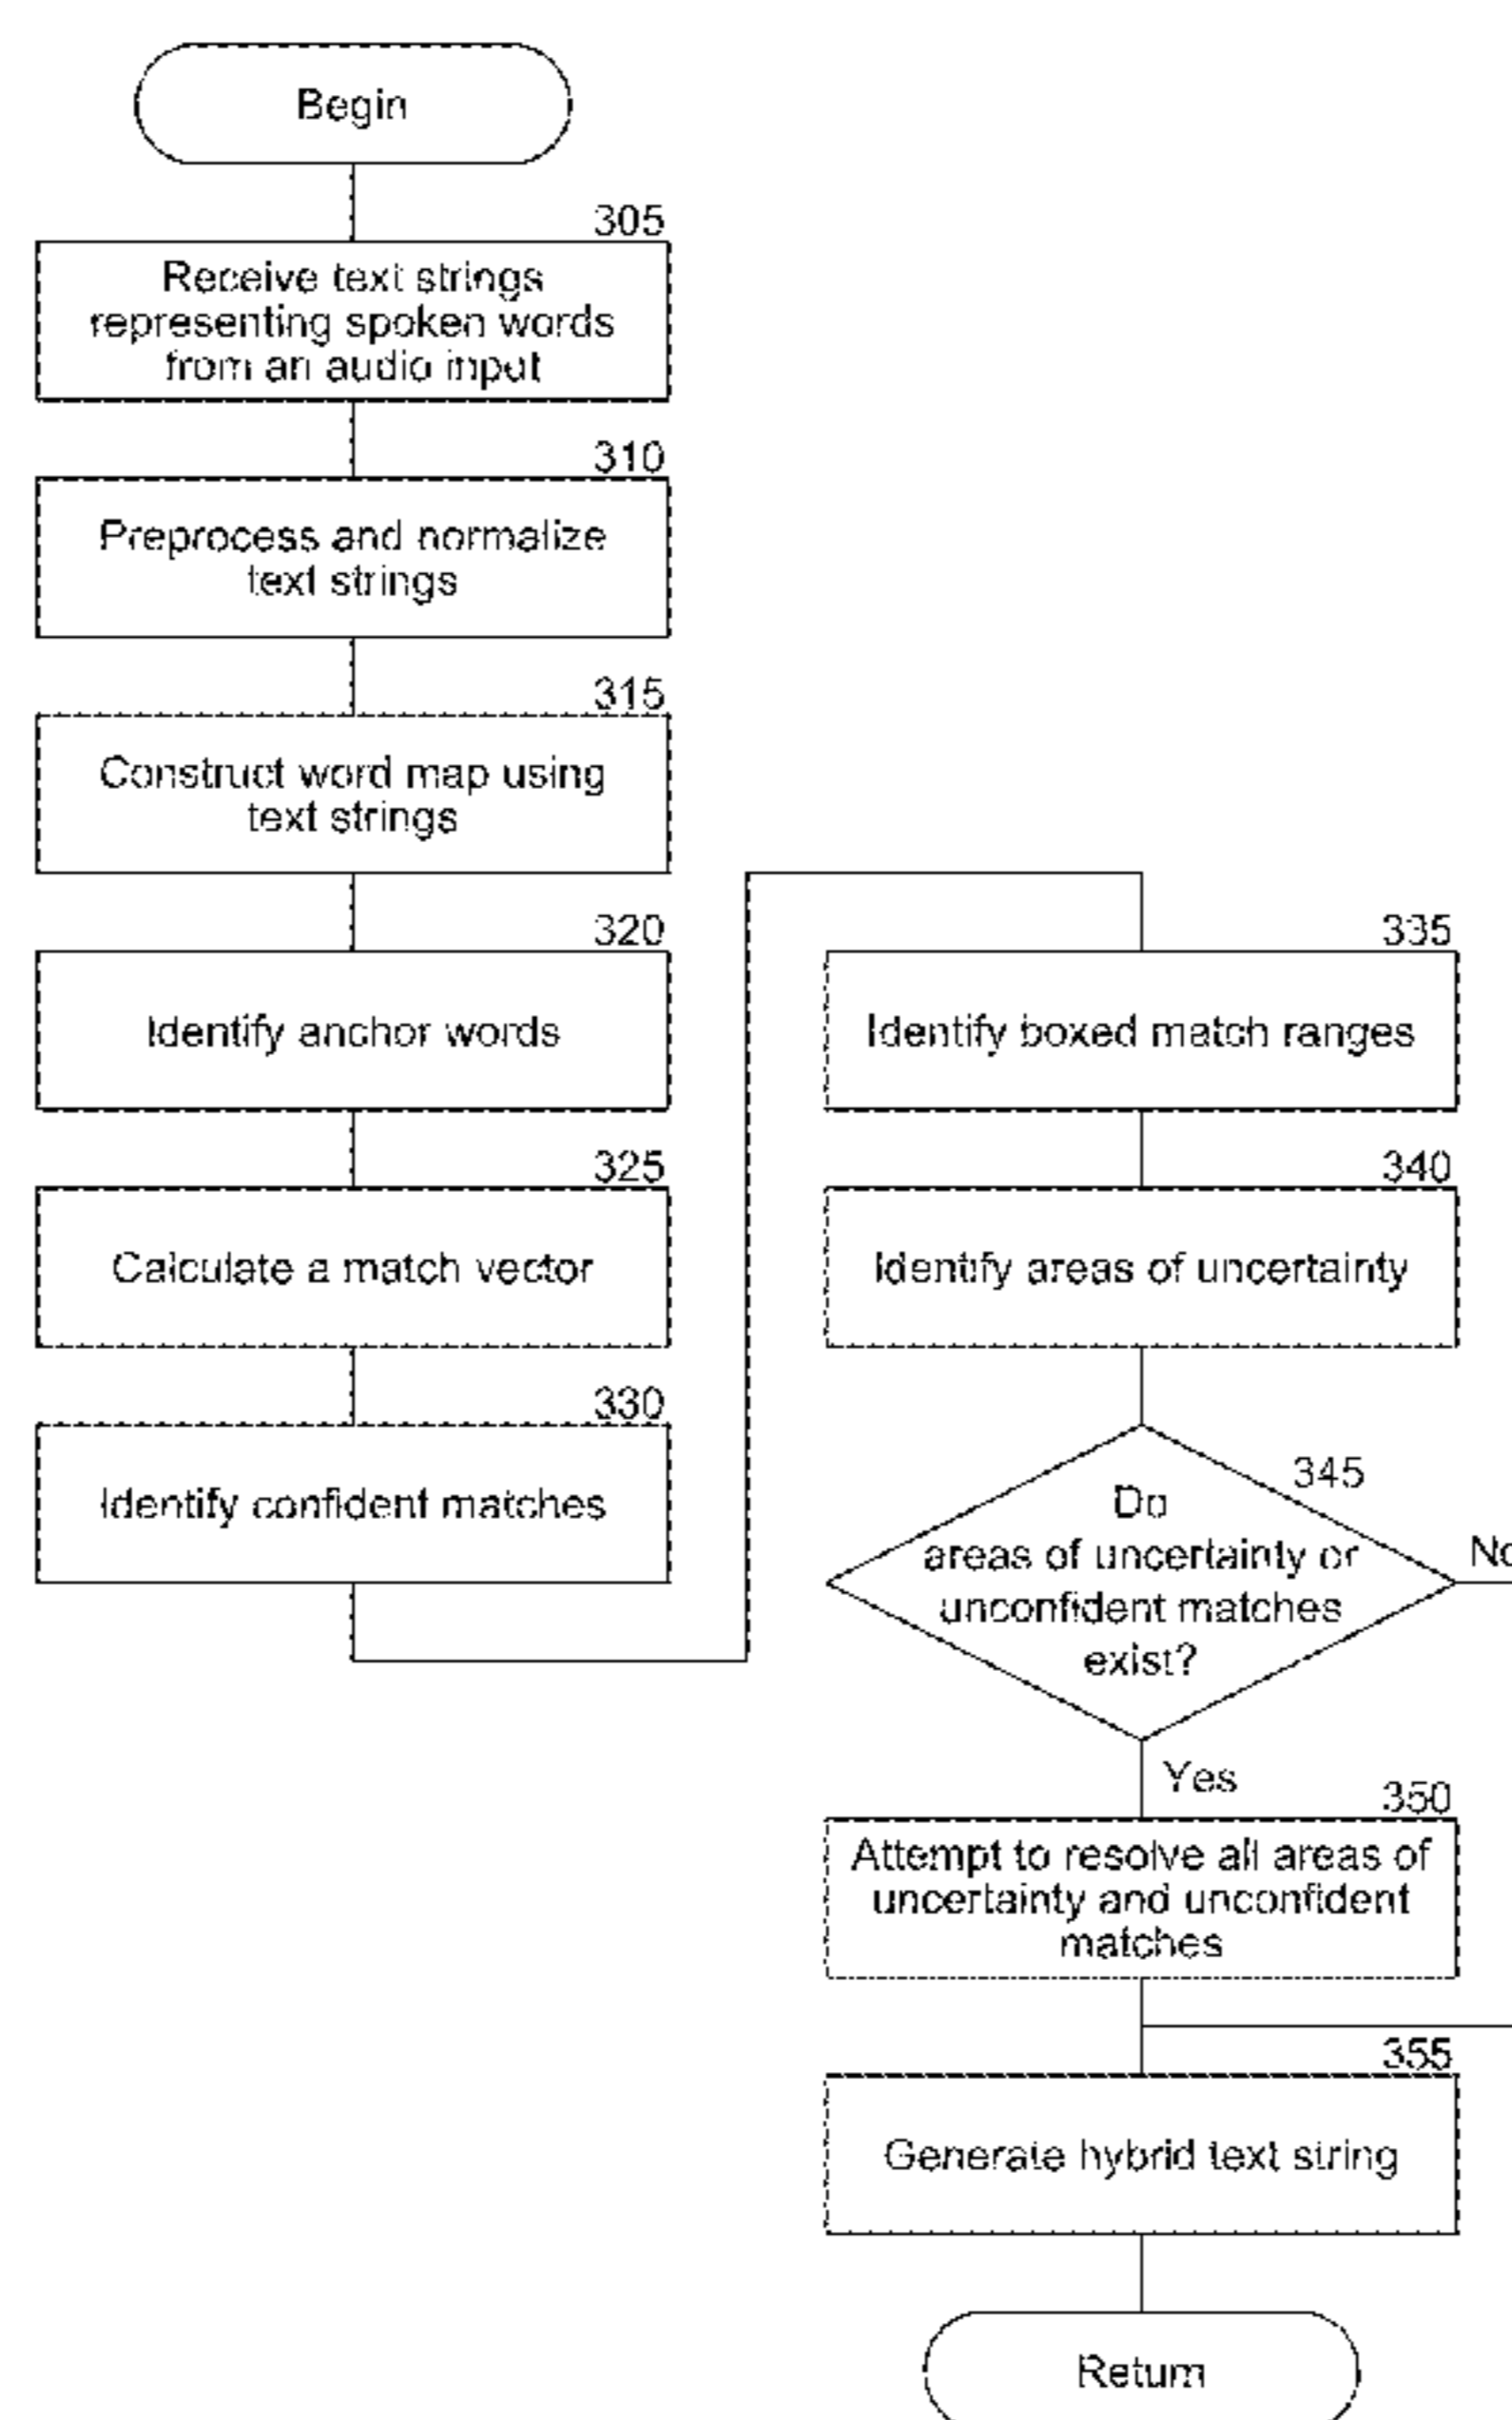 Begin
305
Receive text strings
representing spoken words
from an audio input
310
Preprocess and normalize
text strings
315
Construct word map using
text strings
320
Identify anchor words
325
Calculate a match vector
330
Identify confident matches
335
Identify boxed match ranges
340
Identify areas of uncertainty
345
Do
areas of uncertainty or
unconfident matches
exist?
No
Yes
350
Attempt to resolve all areas of
uncertainty and unconfident
matches
355
Generate hybrid text string
Return